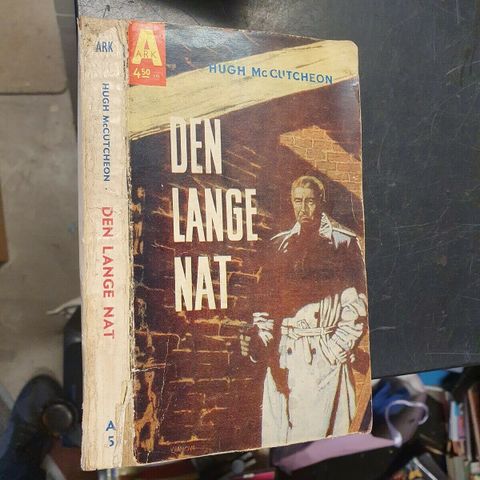 ARK
HUGH McCUTCHEON ·
DEN LANGE NAT
A
5
A
ARK
4.50
HUGH McCUTCHEON
DEN
LANGE
NAT